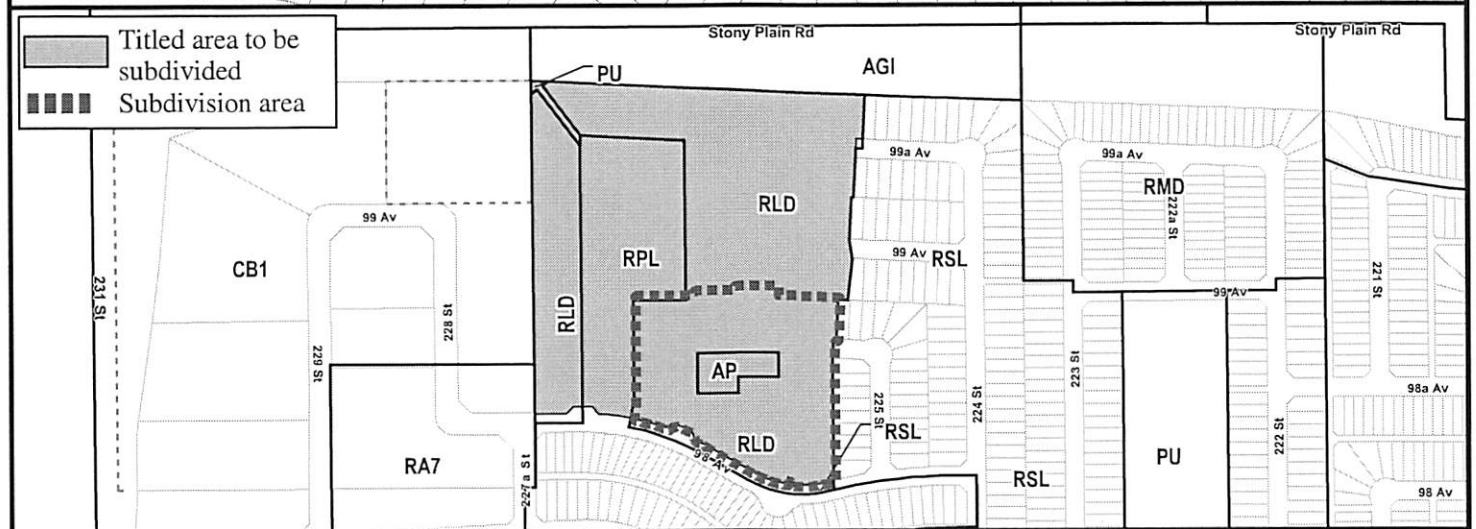 Titled area to be
subdivided
Subdivision area
Stony Plain Rd
Stony Plain Rd
AGI
PU
99a Av
99a Av
RMD
222a St
RLD
99 Av
CB1
RPL
99 Av
RSL
231 St
221 St
99 Av
RLD
228 St
229 St
AP
223 St
98a Av
225 St
224 St
RSL
222 St
RLD
98 Av
RA7
PU
227a St
RSL
98 Av